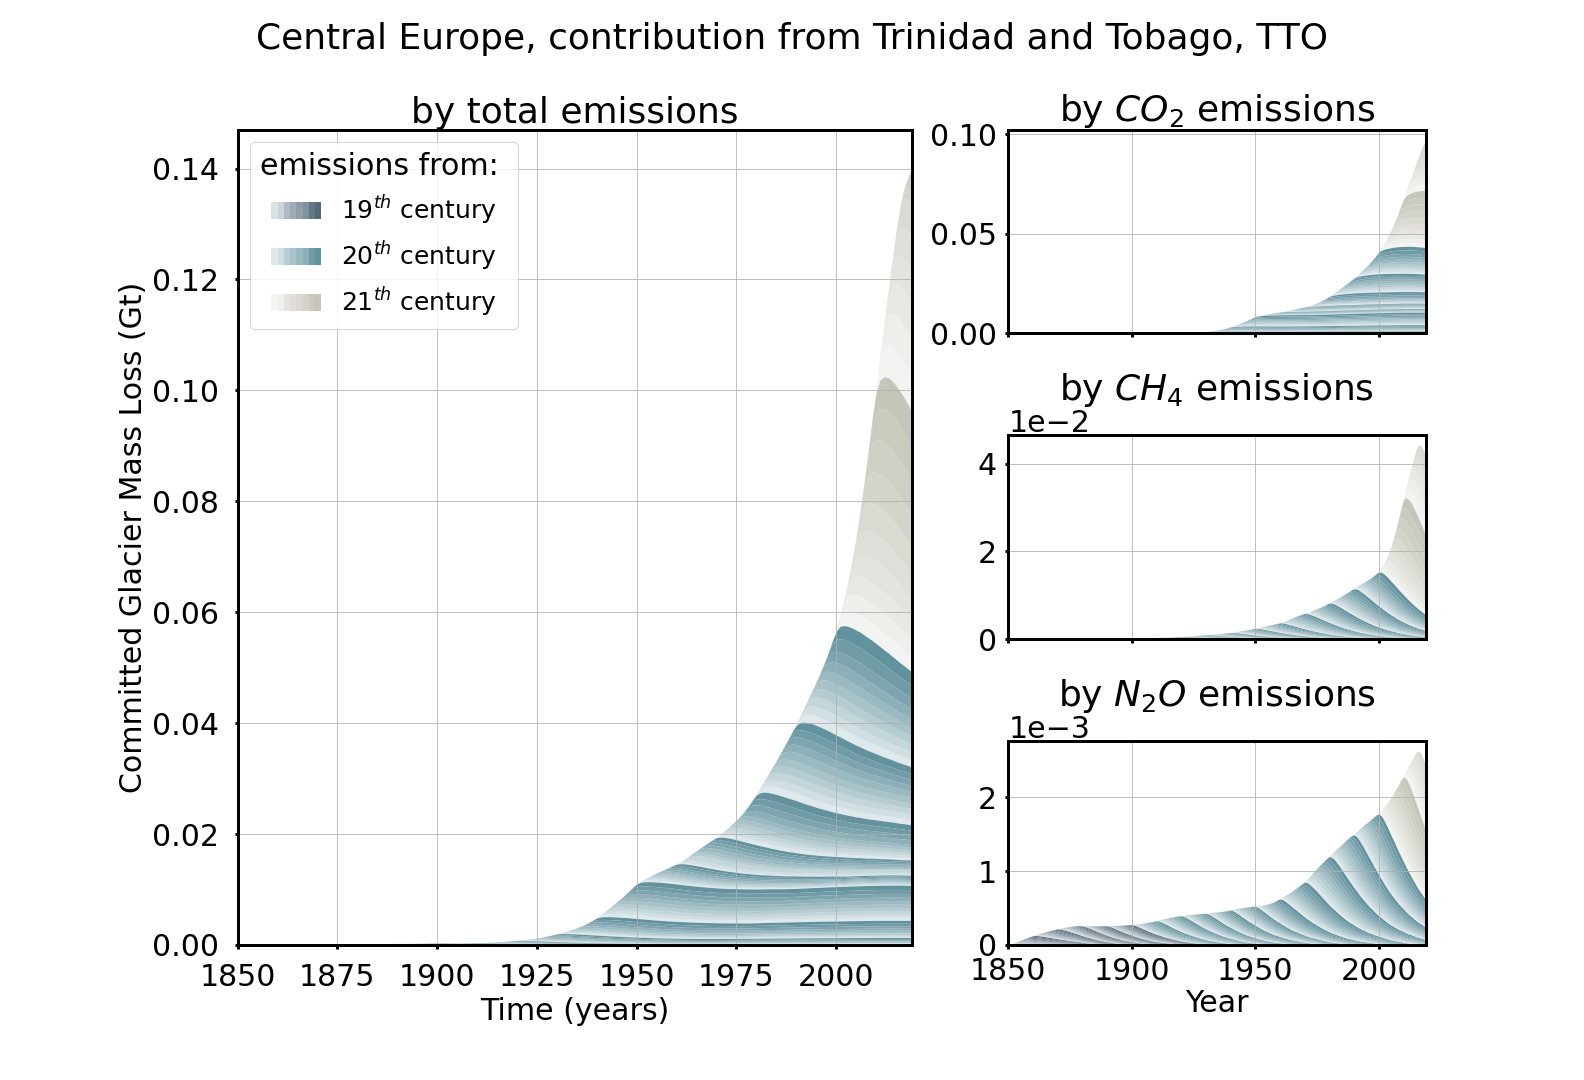 Central Europe, contribution from Trinidad and Tobago, TTO
by total emissions
Committed Glacier Mass Loss (Gt)
0.14
0.12
0.10
0.08
0.06
0.04
0.02
0.00
emissions from:
19th century
20th century
21th century
1850 1875 1900 1925 1950 1975 2000
Time (years)
by CO2 emissions
0.10
0.05
0.00
by CH4 emissions
1e−2
4
2
0
by N2O emissions
1e−3
2
1
0
1850 1900 1950 2000
Year